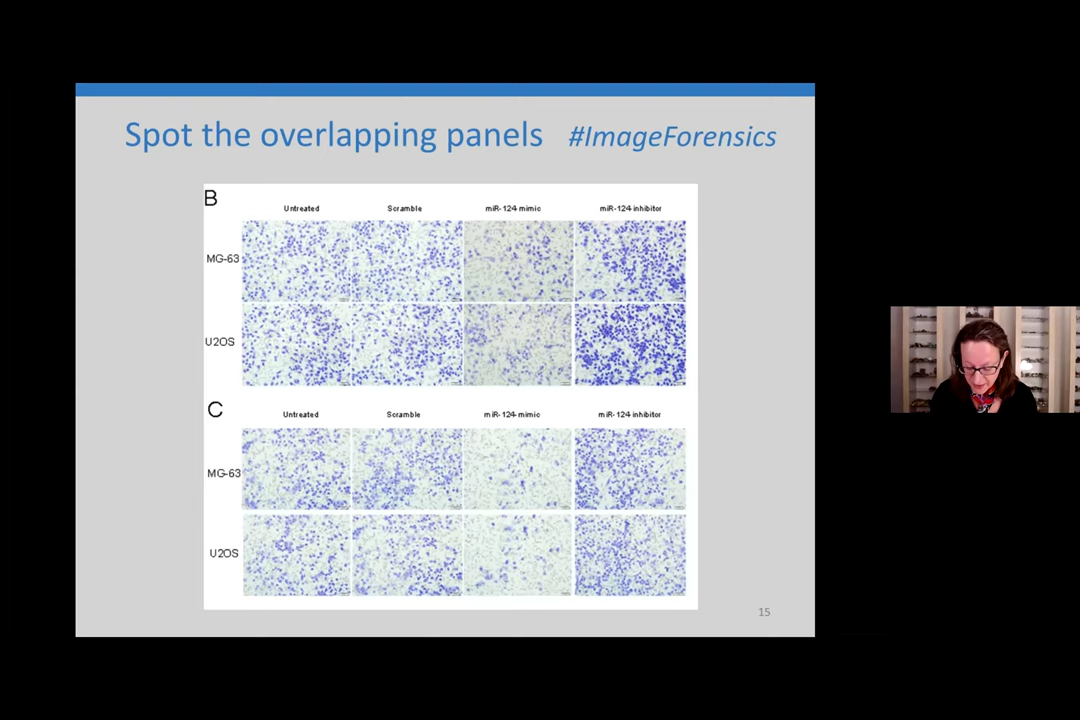 Spot the overlapping panels #ImageForensics
B
Untreated Scramble miR-124 mimic miR-124 inhibitor
MG-63
U2OS
C
Untreated Scramble miR-124 mimic miR-124 inhibitor
MG-63
U2OS
15